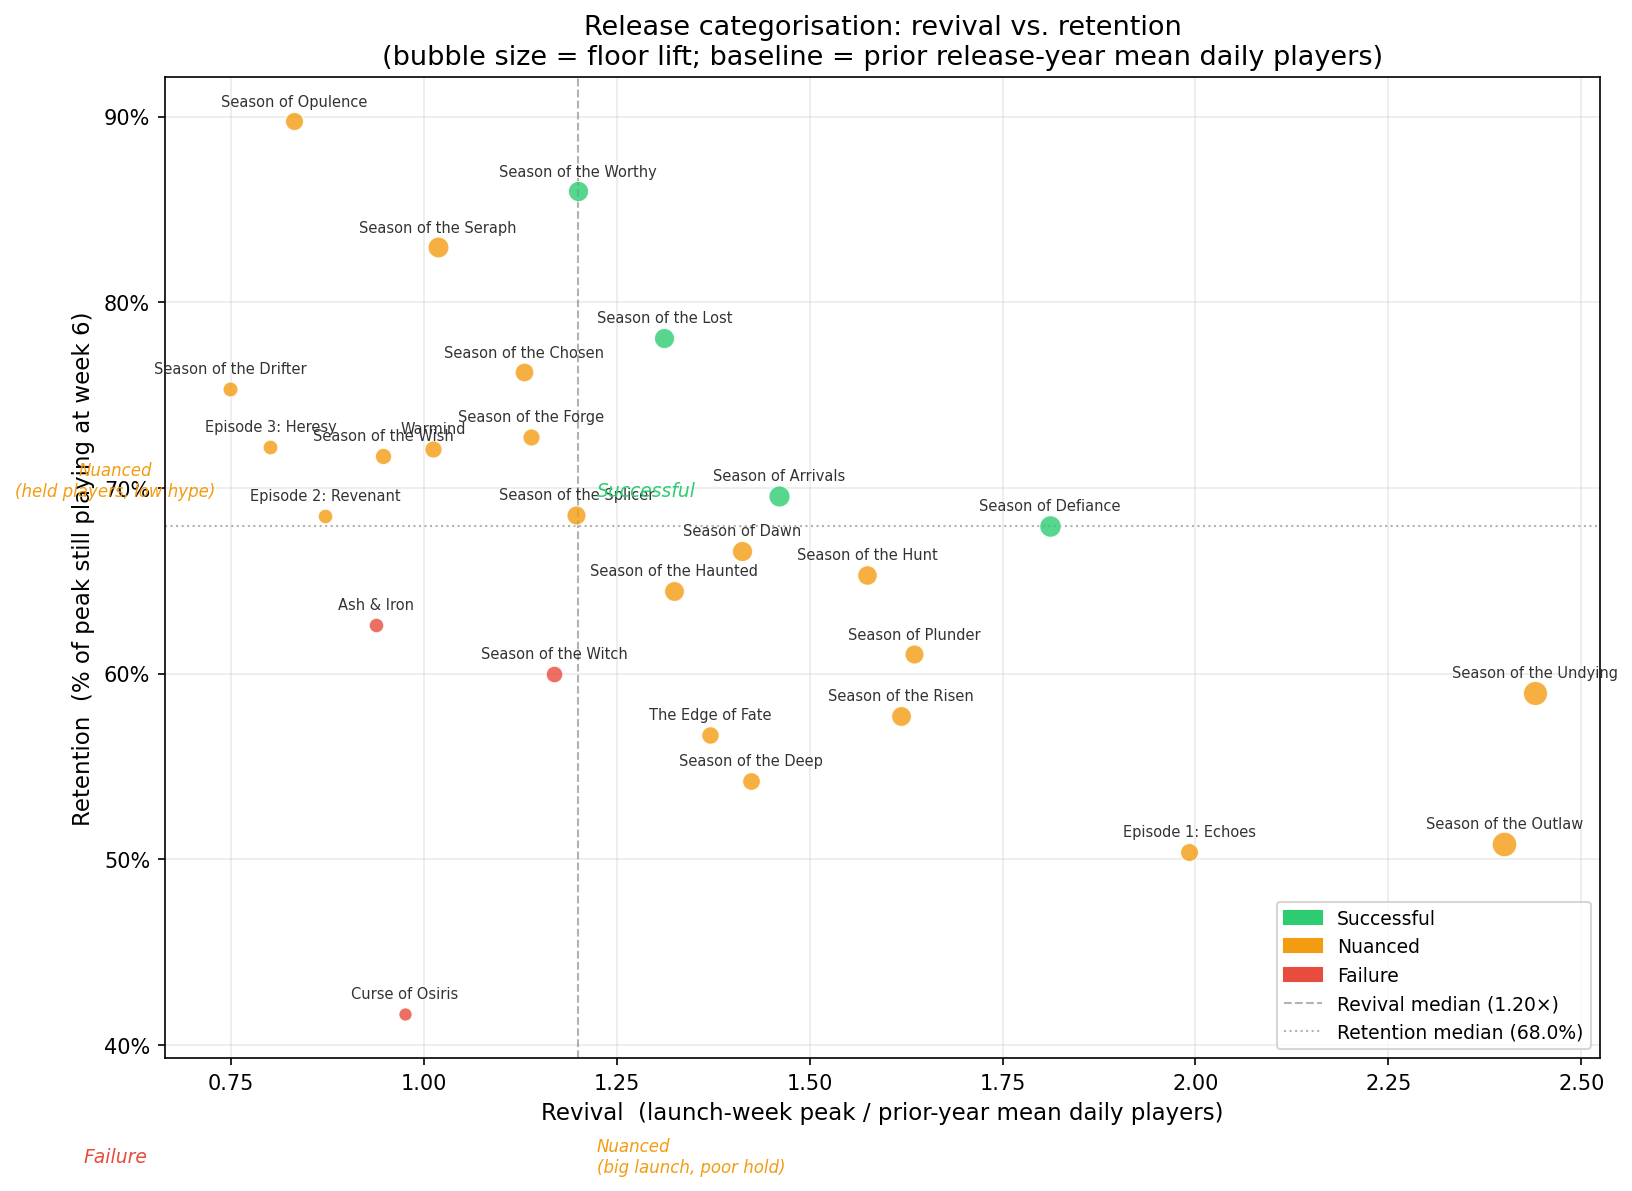 Release categorisation: revival vs. retention
(bubble size = floor lift; baseline = prior release-year mean daily players)
Season of Opulence
90%
Season of the Worthy
Season of the Seraph
80%
Season of the Lost
Season of the Chosen
Season of the Drifter
Season of the Forge
Episode 3: Heresy
Warmind
Season of the Wish
Nuanced
(held players, low hype)
70%
Season of Arrivals
Episode 2: Revenant
Season of the Splicer
Successful
Season of Defiance
Season of Dawn
Season of the Hunt
Season of the Haunted
Ash & Iron
Season of Plunder
Season of the Witch
60%
Season of the Undying
Season of the Risen
The Edge of Fate
Season of the Deep
Episode 1: Echoes
Season of the Outlaw
50%
Curse of Osiris
40%
Retention (% of peak still playing at week 6)
Successful
Nuanced
Failure
Revival median (1.20×)
Retention median (68.0%)
0.75
1.00
1.25
1.50
1.75
2.00
2.25
2.50
Revival (launch-week peak / prior-year mean daily players)
Failure
Nuanced
(big launch, poor hold)